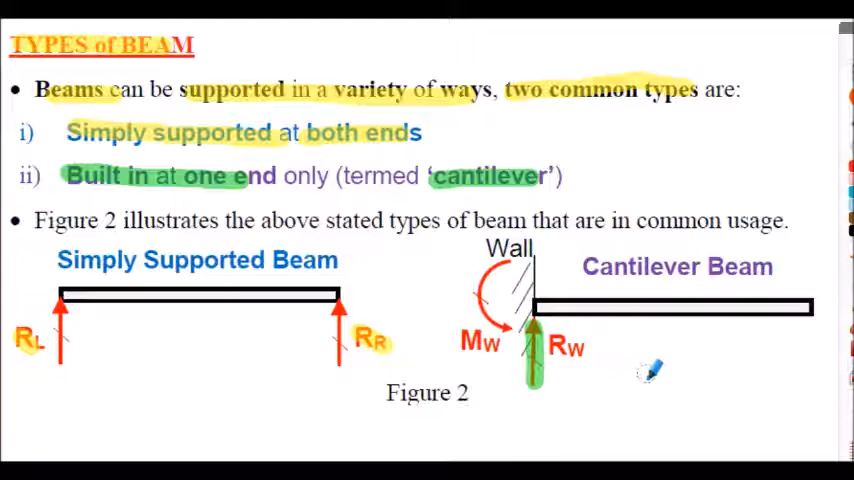 TYPES of BEAM
• Beams can be supported in a variety of ways, two common types are:
i) Simply supported at both ends
ii) Built in at one end only (termed ‘cantilever’)
• Figure 2 illustrates the above stated types of beam that are in common usage.
Simply Supported Beam
Wall
Cantilever Beam
RL
RR
MW
RW
Figure 2